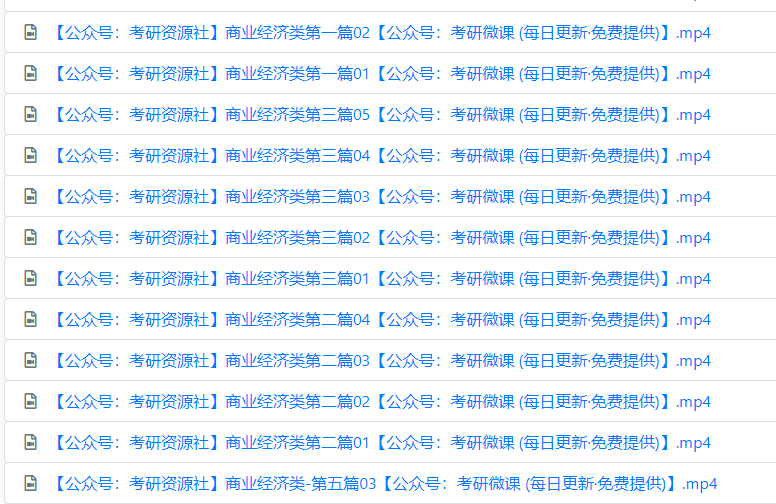 【公众号：考研资源社】商业经济类第一篇02【公众号：考研微课 (每日更新·免费提供)】.mp4
【公众号：考研资源社】商业经济类第一篇01【公众号：考研微课 (每日更新·免费提供)】.mp4
【公众号：考研资源社】商业经济类第三篇05【公众号：考研微课 (每日更新·免费提供)】.mp4
【公众号：考研资源社】商业经济类第三篇04【公众号：考研微课 (每日更新·免费提供)】.mp4
【公众号：考研资源社】商业经济类第三篇03【公众号：考研微课 (每日更新·免费提供)】.mp4
【公众号：考研资源社】商业经济类第三篇02【公众号：考研微课 (每日更新·免费提供)】.mp4
【公众号：考研资源社】商业经济类第三篇01【公众号：考研微课 (每日更新·免费提供)】.mp4
【公众号：考研资源社】商业经济类第二篇04【公众号：考研微课 (每日更新·免费提供)】.mp4
【公众号：考研资源社】商业经济类第二篇03【公众号：考研微课 (每日更新·免费提供)】.mp4
【公众号：考研资源社】商业经济类第二篇02【公众号：考研微课 (每日更新·免费提供)】.mp4
【公众号：考研资源社】商业经济类第二篇01【公众号：考研微课 (每日更新·免费提供)】.mp4
【公众号：考研资源社】商业经济类-第五篇03【公众号：考研微课 (每日更新·免费提供)】.mp4